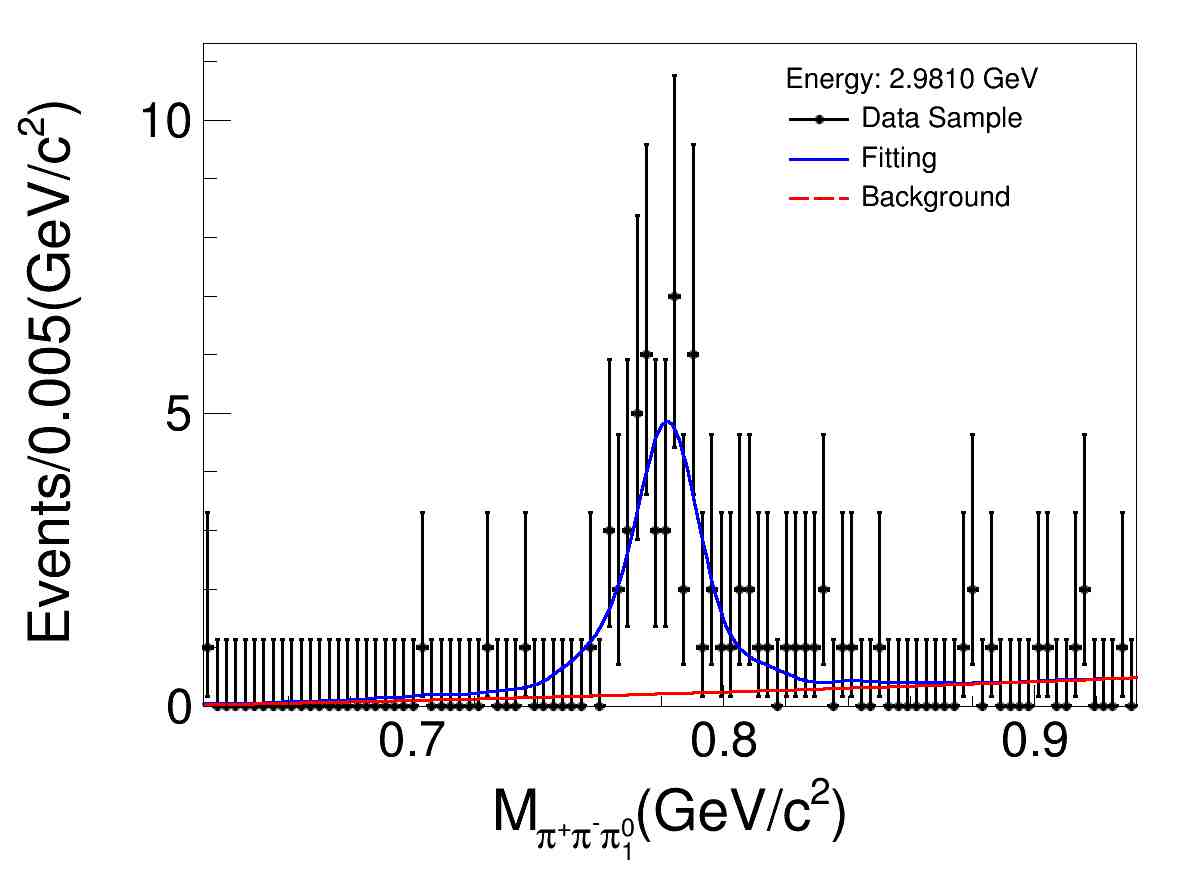 Events/0.005(GeV/c²)
10
5
0
Energy: 2.9810 GeV
Data Sample
Fitting
Background
0.7 0.8 0.9
M_{π⁺π⁻π⁰₁}(GeV/c²)